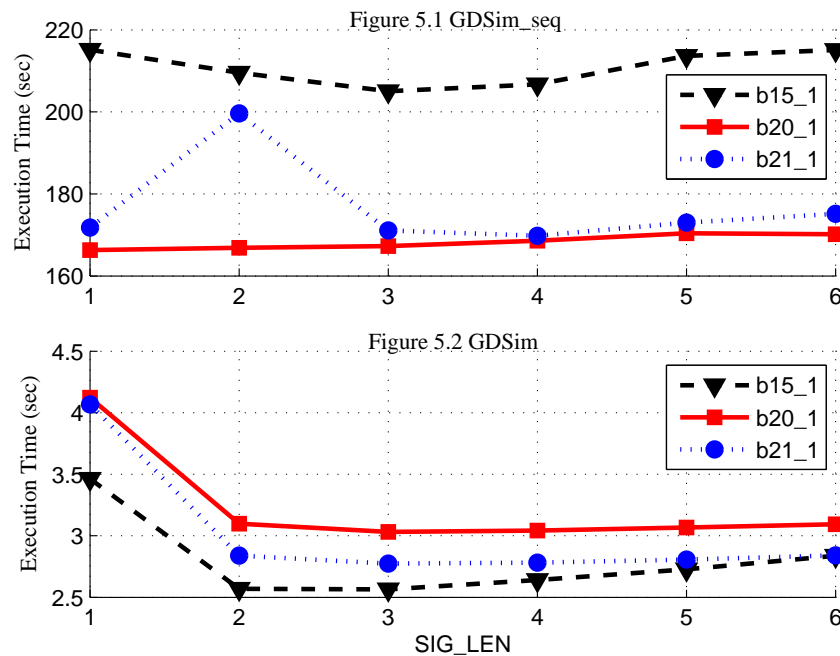 Figure 5.1 GDSim_seq
Execution Time (sec)
220
200
180
160
1
2
3
4
5
6
b15_1
b20_1
b21_1
Figure 5.2 GDSim
Execution Time (sec)
4.5
4
3.5
3
2.5
1
2
3
4
5
6
b15_1
b20_1
b21_1
SIG_LEN